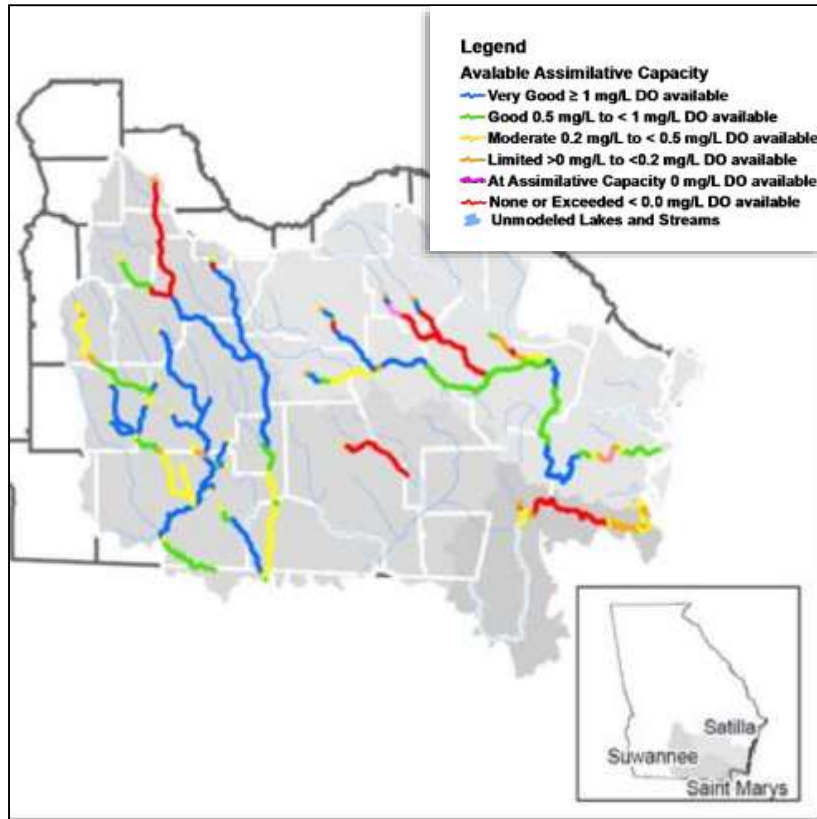 Legend
Avalable Assimilative Capacity
Very Good ≥ 1 mg/L DO available
Good 0.5 mg/L to < 1 mg/L DO available
Moderate 0.2 mg/L to < 0.5 mg/L DO available
Limited >0 mg/L to <0.2 mg/L DO available
At Assimilative Capacity 0 mg/L DO available
None or Exceeded < 0.0 mg/L DO available
Unmodeled Lakes and Streams
Satilla
Suwannee
Saint Marys